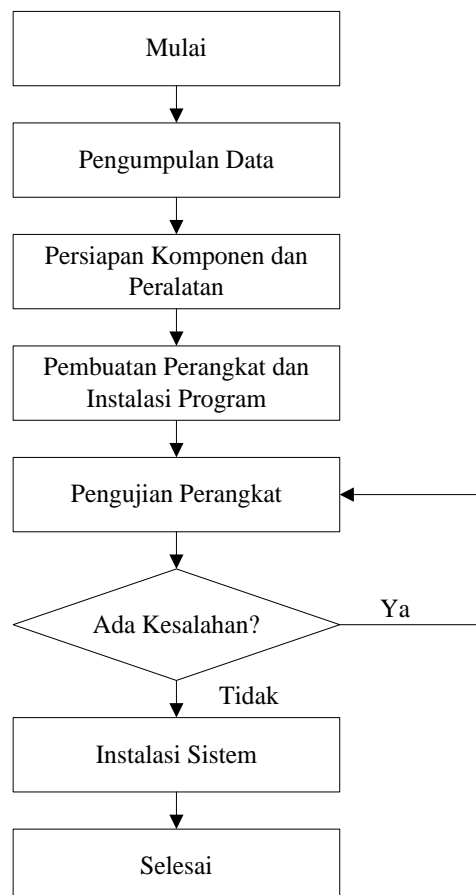 Mulai
Pengumpulan Data
Persiapan Komponen dan
Peralatan
Pembuatan Perangkat dan
Instalasi Program
Pengujian Perangkat
Ada Kesalahan?
Ya
Tidak
Instalasi Sistem
Selesai